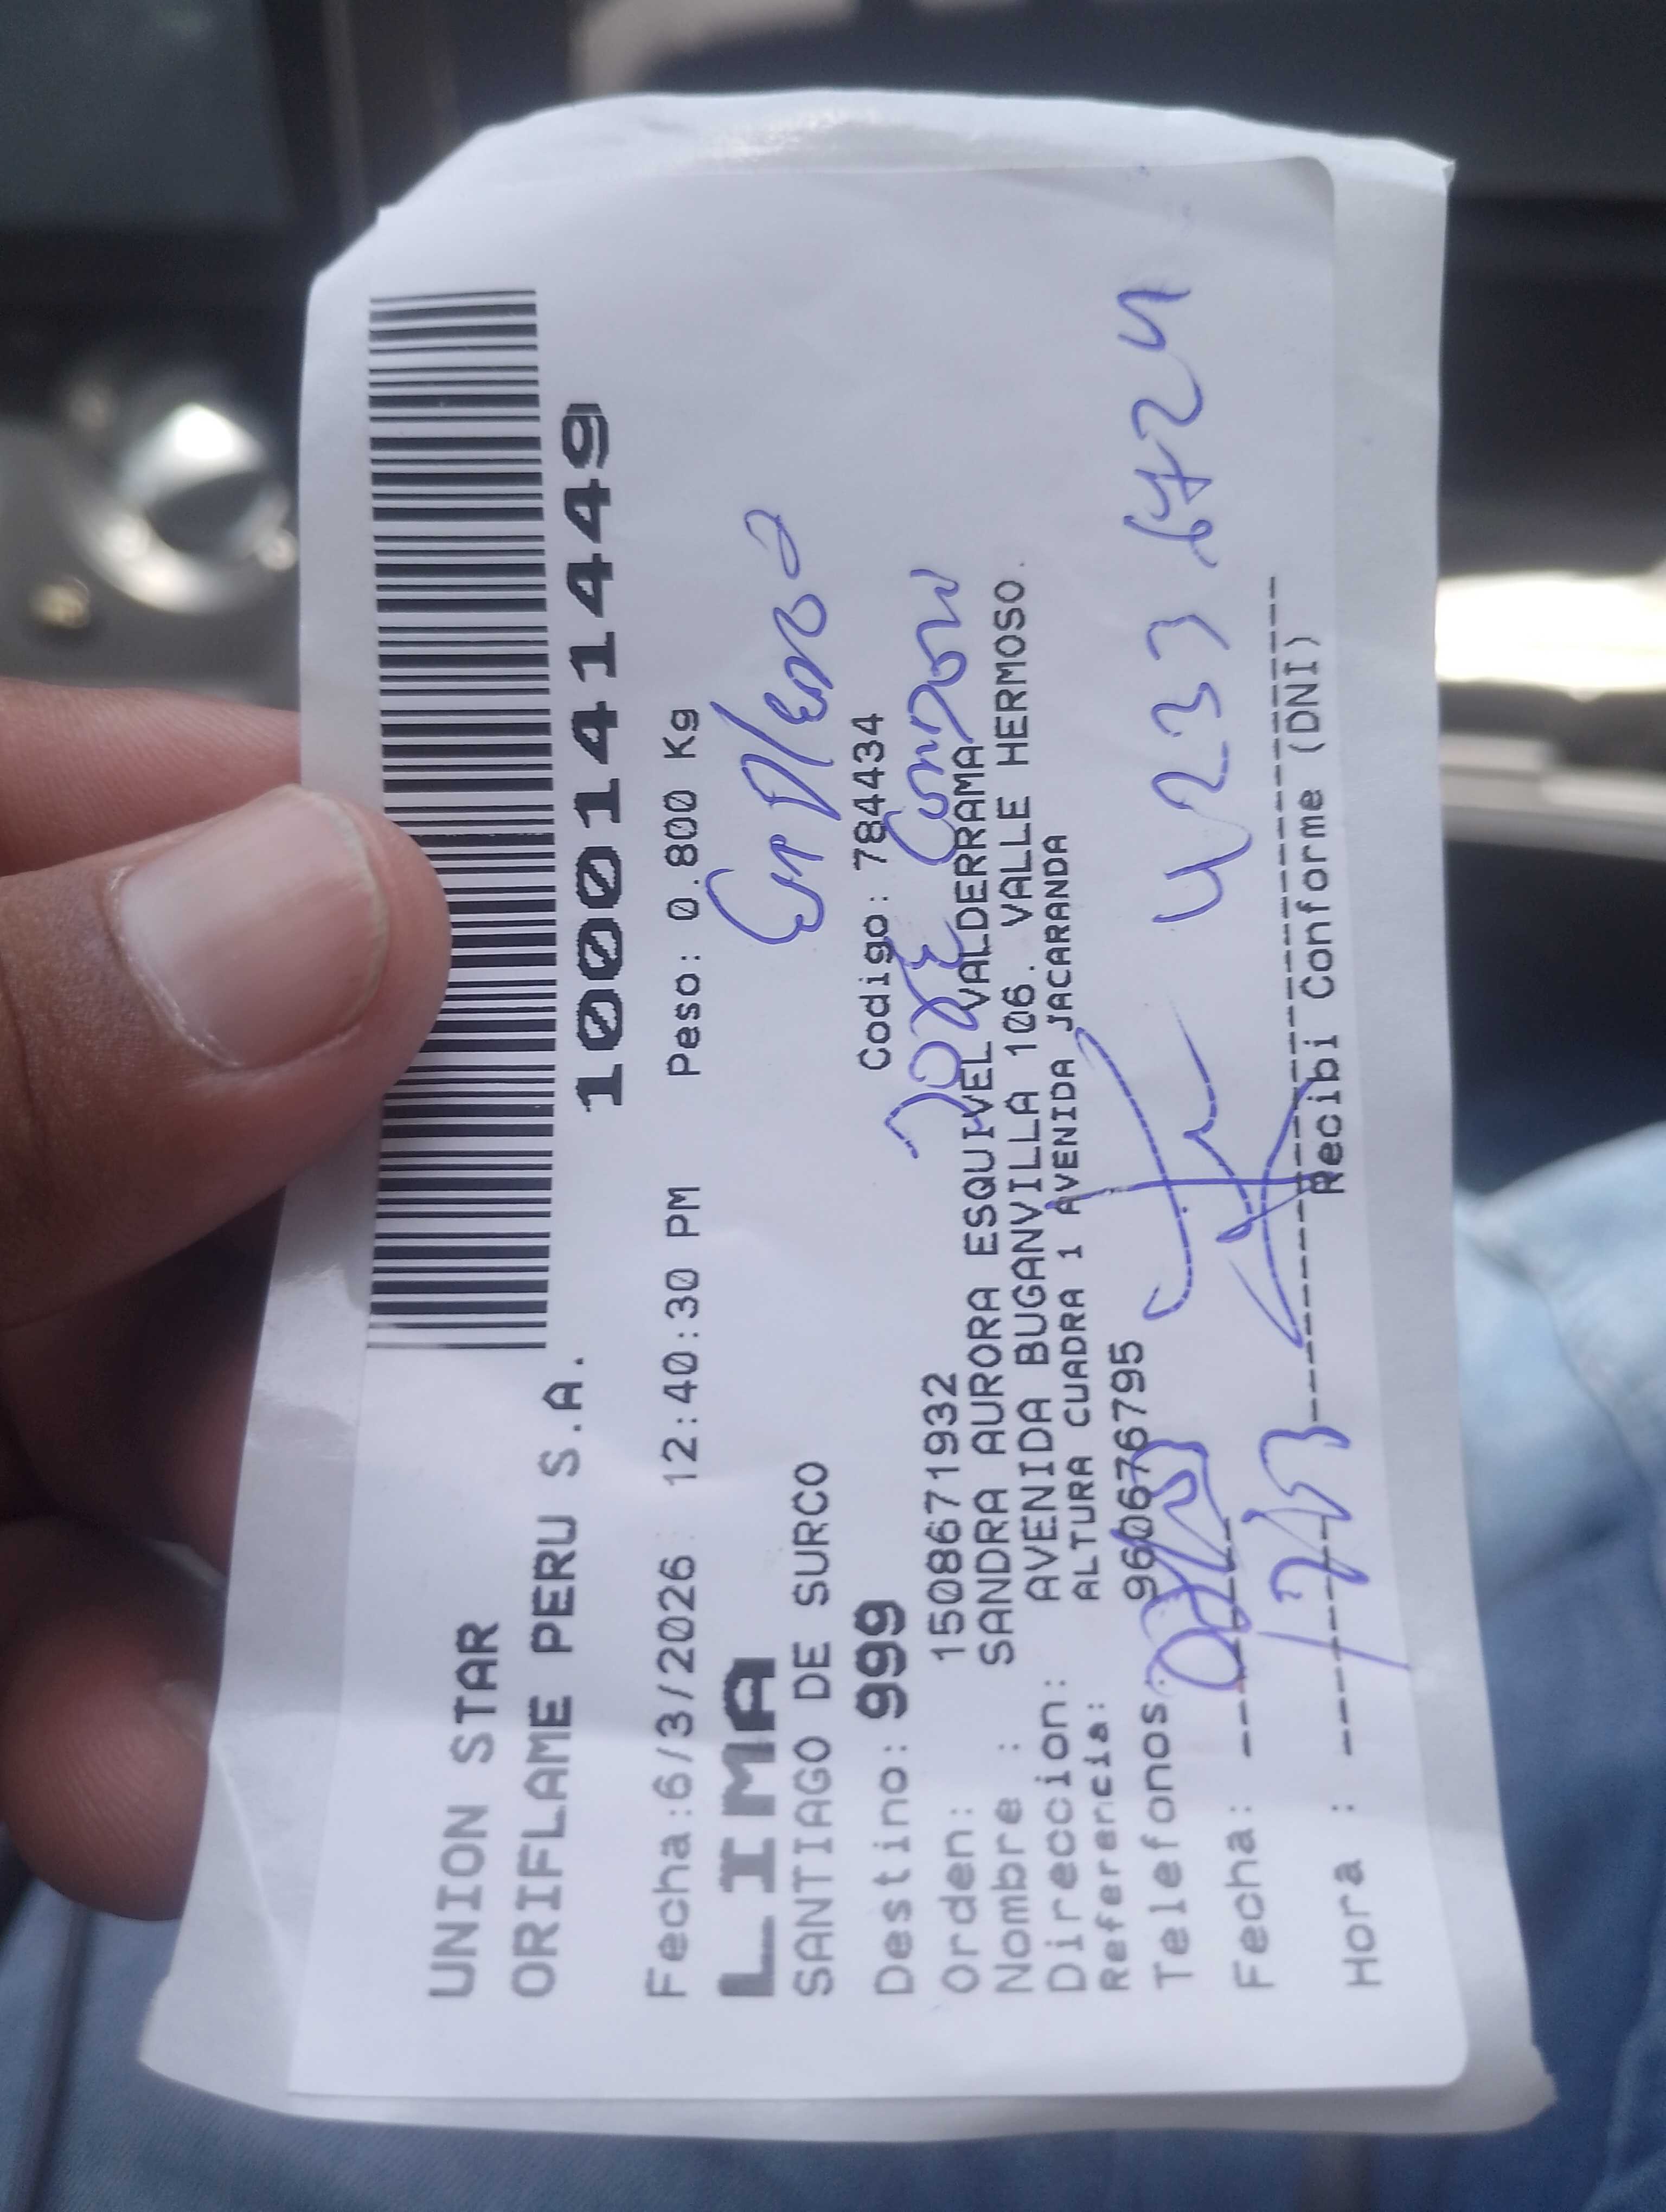 UNION STAR
ORIFLAME PERU S.A.
1000141449
Fecha:6/3/2026 12:40:30 PM Peso: 0.800 Kg
LIMA
SANTIAGO DE SURCO
Destino: 999 Codigo: 784434
JOSE
Orden: 1508671932
Nombre : SANDRA AURORA ESQUIVEL VALDERRAMA
Direccion: AVENIDA BUGANVILLA 106. VALLE HERMOSO.
Referencia: ALTURA CUADRA 1 AVENIDA JACARANDA
Telefonos: 960676795
Fecha:
Hora :
Recibi Conforme (DNI)